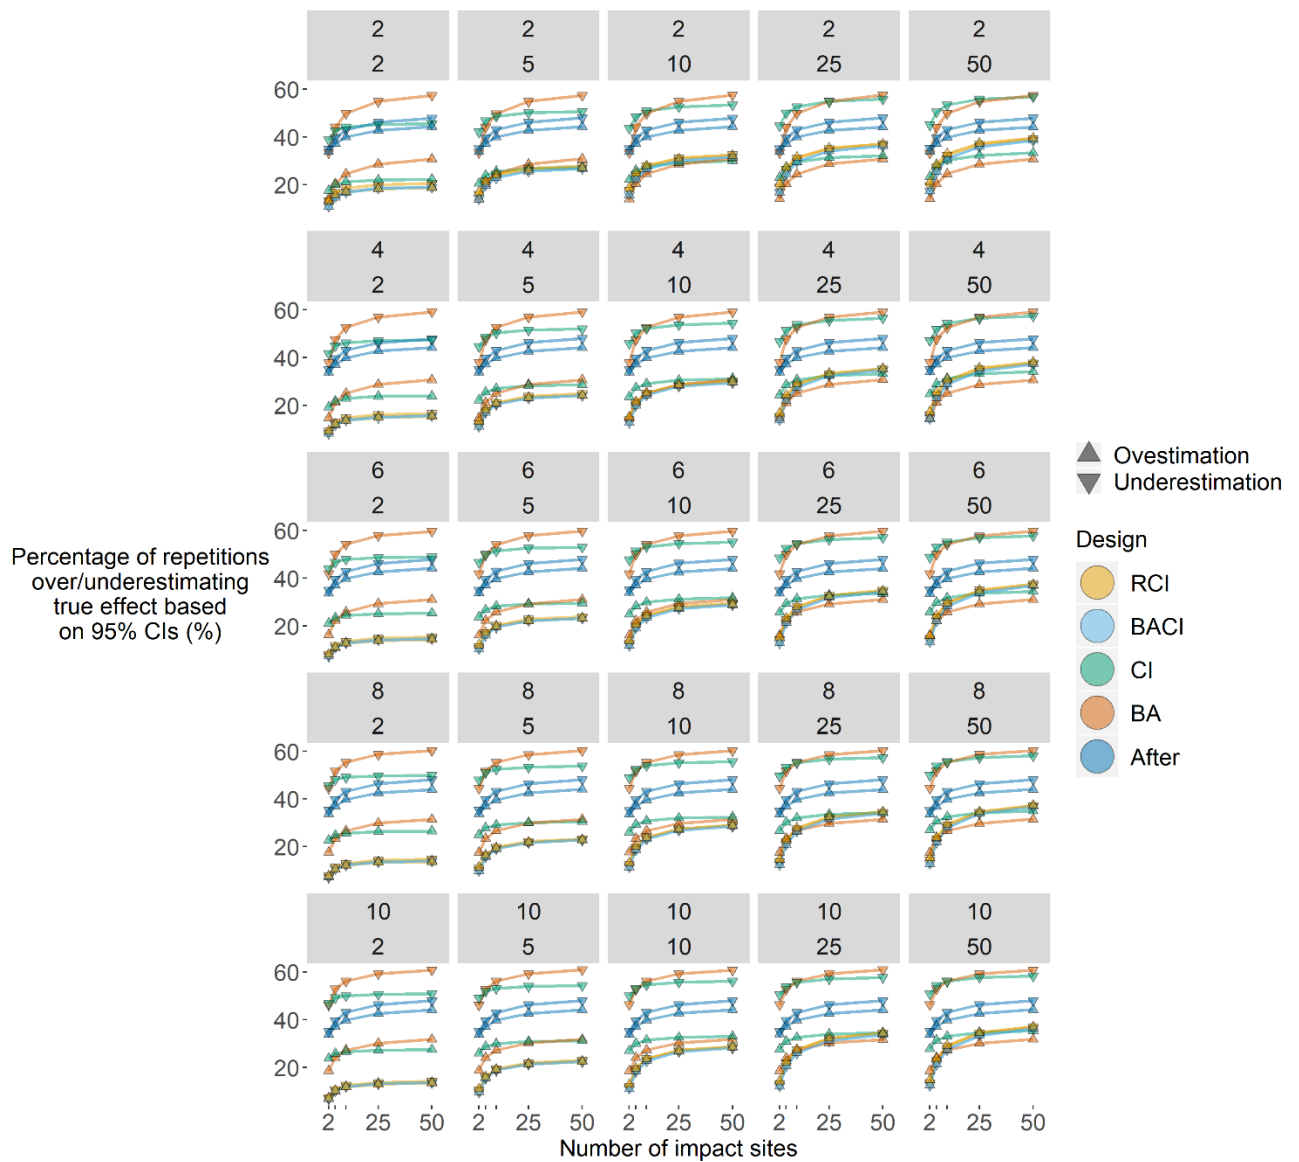 2 2 2 2 2
2 5 10 25 50
60
40
20
4 4 4 4 4
2 5 10 25 50
60
40
20
6 6 6 6 6
2 5 10 25 50
60
40
20
8 8 8 8 8
2 5 10 25 50
60
40
20
10 10 10 10 10
2 5 10 25 50
60
40
20
2 25 50 2 25 50 2 25 50 2 25 50 2 25 50
Number of impact sites
Percentage of repetitions
over/underestimating
true effect based
on 95% CIs (%)
Ovestimation
Underestimation
Design
RCI
BACI
CI
BA
After